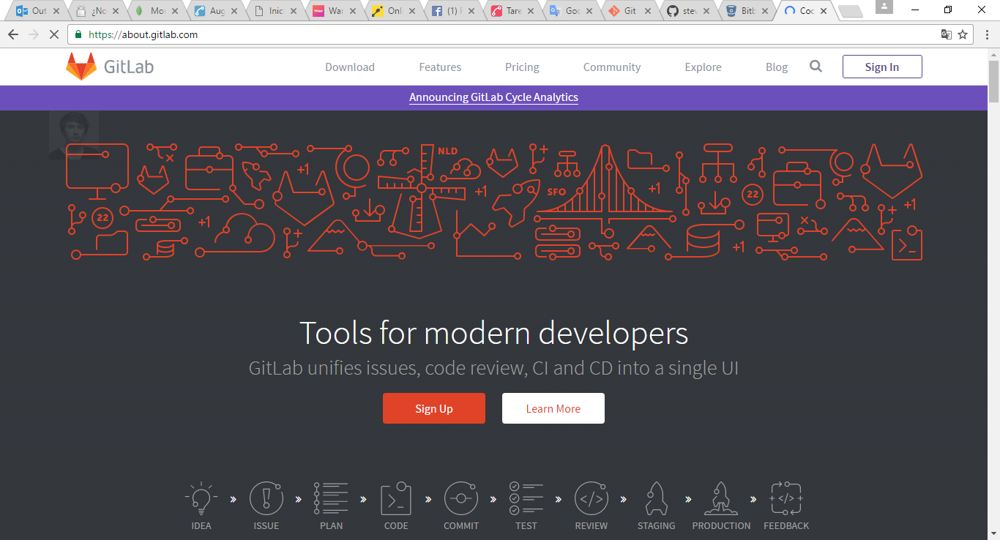 Out ¿No Mo Aug Inic War Onl (1) F Tare Goo Git stev Bitb Coc
https://about.gitlab.com
GitLab Download Features Pricing Community Explore Blog Sign In
Announcing GitLab Cycle Analytics
NLD
+1
+1 SFO +1 22
22 +1 +1
+1
Tools for modern developers
GitLab unifies issues, code review, CI and CD into a single UI
Sign Up Learn More
IDEA ISSUE PLAN CODE COMMIT TEST REVIEW STAGING PRODUCTION FEEDBACK